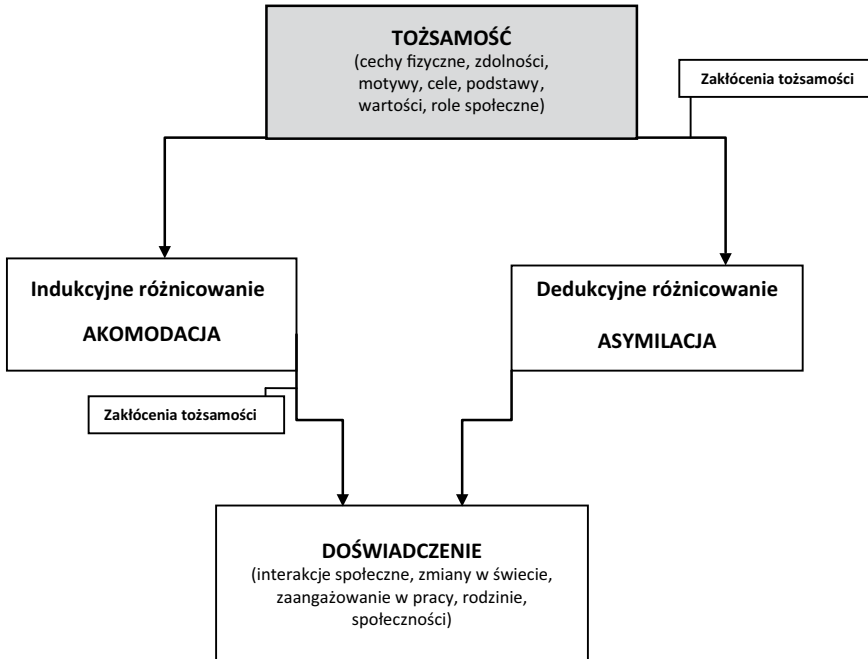 TOŻSAMOŚĆ
(cechy fizyczne, zdolności,
motywy, cele, podstawy,
wartości, role społeczne)
Zakłócenia tożsamości
Indukcyjne różnicowanie
AKOMODACJA
Dedukcyjne różnicowanie
ASYMILACJA
Zakłócenia tożsamości
DOŚWIADCZENIE
(interakcje społeczne, zmiany w świecie,
zaangażowanie w pracy, rodzinie,
społeczności)